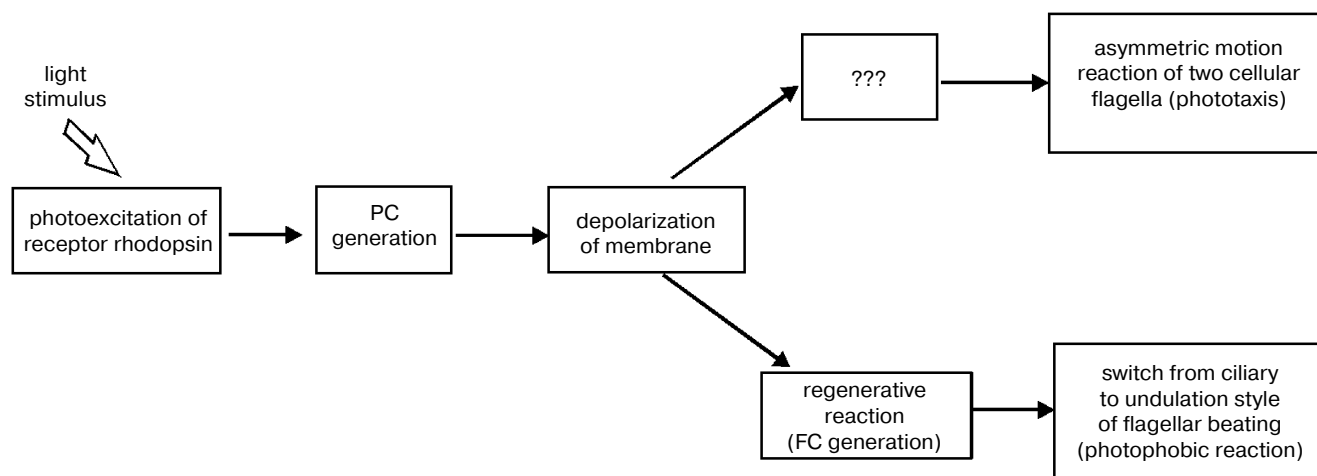 light
stimulus
photoexcitation of
receptor rhodopsin
PC
generation
depolarization
of membrane
???
asymmetric motion
reaction of two cellular
flagella (phototaxis)
regenerative
reaction
(FC generation)
switch from ciliary
to undulation style
of flagellar beating
(photophobic reaction)